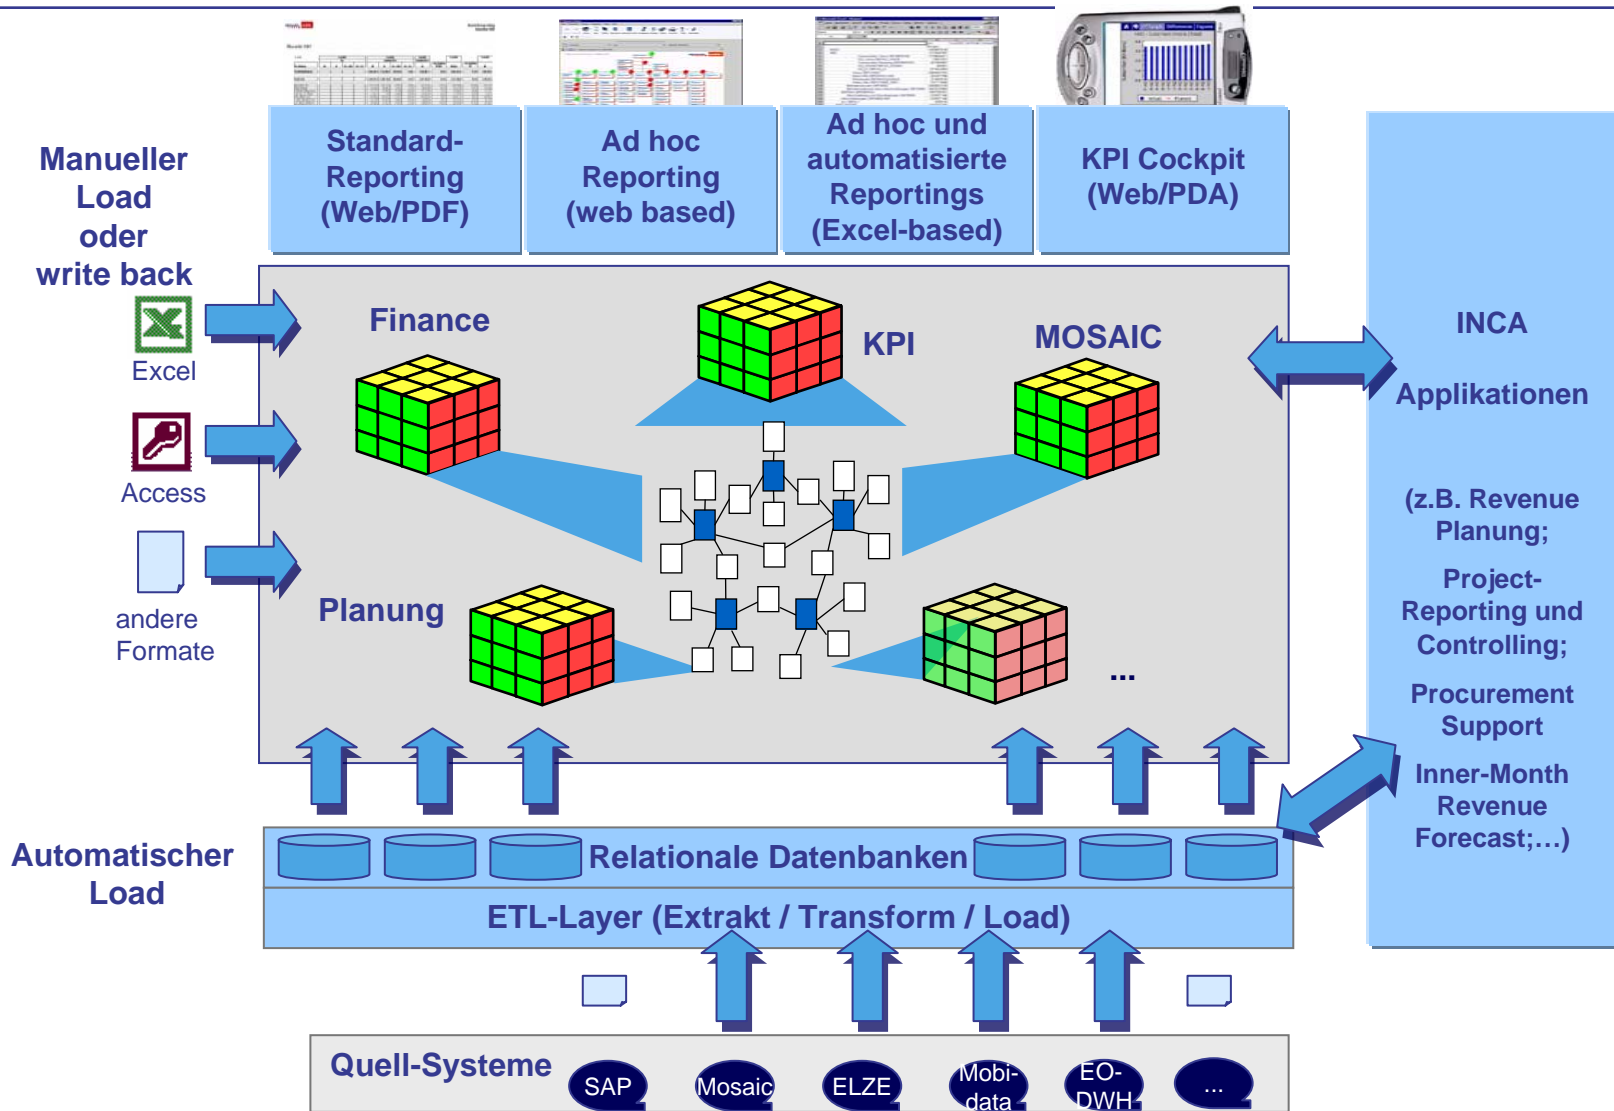 Standard-
Reporting
(Web/PDF)
Ad hoc
Reporting
(web based)
Ad hoc und
automatisierte
Reportings
(Excel-based)
KPI Cockpit
(Web/PDA)
Manueller
Load
oder
write back
Excel
Access
andere
Formate
Finance
KPI
MOSAIC
Planung
...
INCA
Applikationen
(z.B. Revenue
Planung;
Project-
Reporting und
Controlling;
Procurement
Support
Inner-Month
Revenue
Forecast;…)
Automatischer
Load
Relationale Datenbanken
ETL-Layer (Extrakt / Transform / Load)
Quell-Systeme
SAP
Mosaic
ELZE
Mobi-
data
EO-
DWH
...